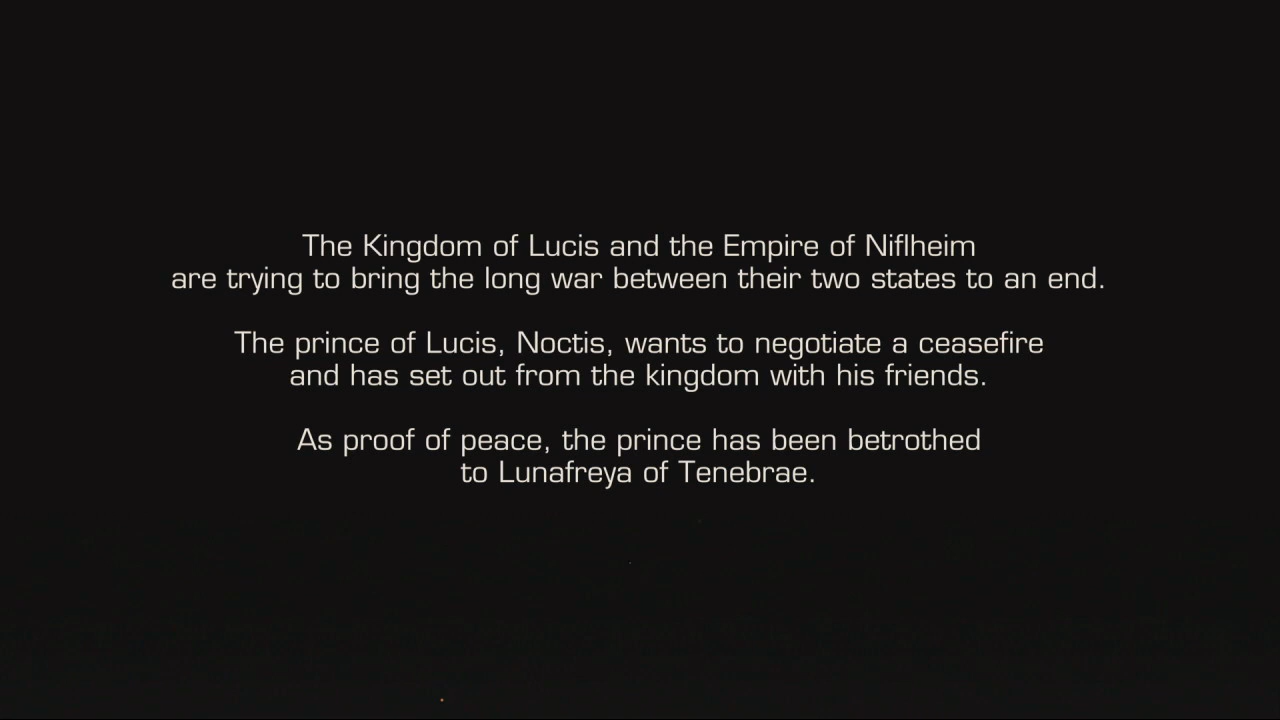 The Kingdom of Lucis and the Empire of Niflheim
are trying to bring the long war between their two states to an end.
The prince of Lucis, Noctis, wants to negotiate a ceasefire
and has set out from the kingdom with his friends.
As proof of peace, the prince has been betrothed
to Lunafreya of Tenebrae.